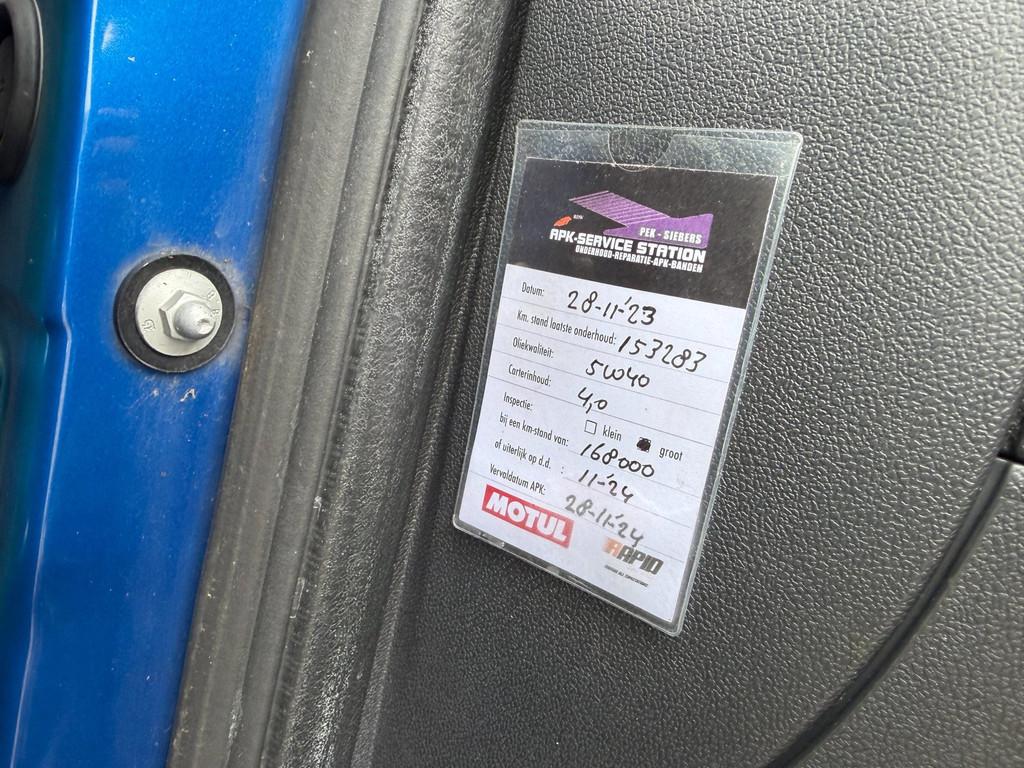 PEK - SIEBERS
APK-SERVICE STATION
ONDERHOUD-REPARATIE-APK-BANDEN
Datum: 28-11-'23
Km. stand laatste onderhoud: 153283
Oliekwaliteit: 5W40
Carterinhoud: 4,0
Inspectie: klein groot
bij een km-stand van: 168000
of uiterlijk op d.d. : 11-'24
Vervaldatum APK: 28-11-'24
MOTUL
RAPID